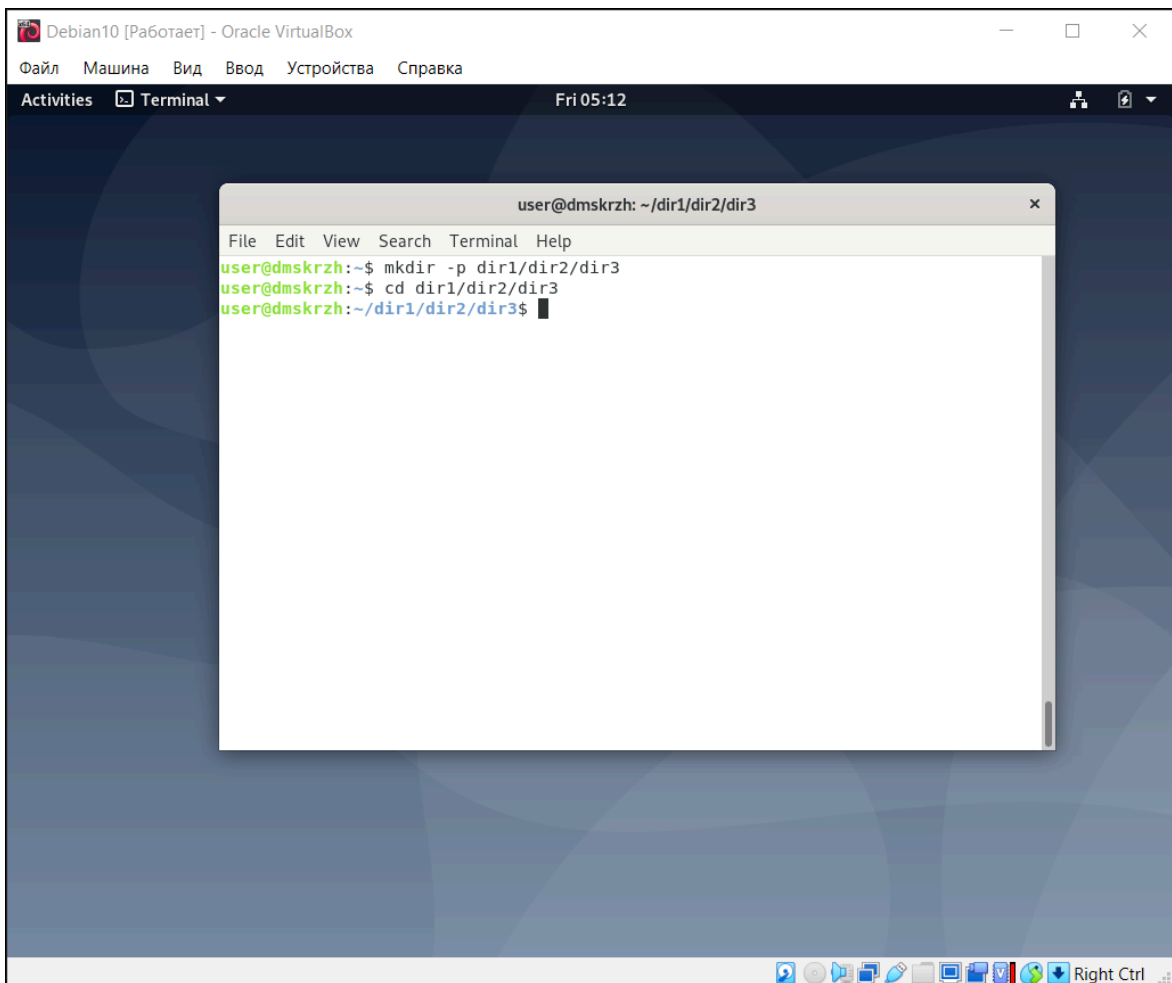 Debian10 [Работает] - Oracle VirtualBox
Файл Машина Вид Ввод Устройства Справка
Activities Terminal Fri 05:12
user@dmskrzh: ~/dir1/dir2/dir3
File Edit View Search Terminal Help
user@dmskrzh:~$ mkdir -p dir1/dir2/dir3
user@dmskrzh:~$ cd dir1/dir2/dir3
user@dmskrzh:~/dir1/dir2/dir3$
Right Ctrl